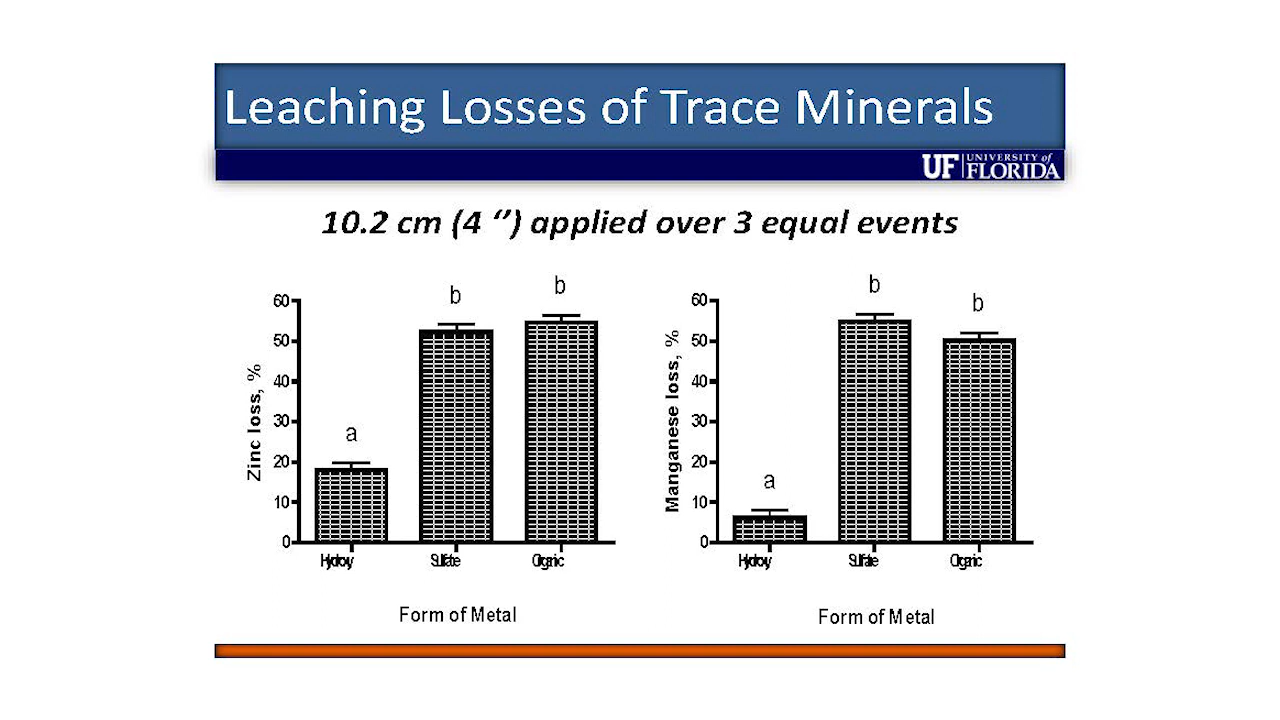 Leaching Losses of Trace Minerals
UF UNIVERSITY of
FLORIDA
10.2 cm (4 ‘’) applied over 3 equal events
a
b
b
60
50
40
30
20
10
0
Zinc loss, %
Hydroxy
Sulfate
Organic
Form of Metal
a
b
b
60
50
40
30
20
10
0
Manganese loss, %
Hydroxy
Sulfate
Organic
Form of Metal